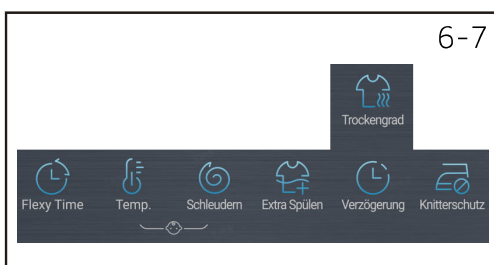 6-7
Trockengrad
Flexy Time Temp. Schleudern Extra Spülen Verzögerung Knitterschutz